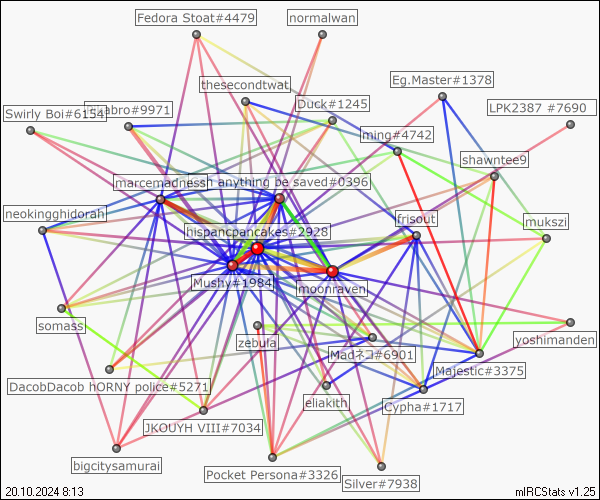 Fedora Stoat#4479
normalwan
Eg.Master#1378
thesecondtwat
Duck#1245
LPK2387 #7690
Swirly Boi#6154
abro#9971
ming#4742
shawntee9
marcemadness
h anything be saved#0396
neokingghidorah
frisout
mukszi
hispancpancakes#2928
Mushy#1984
moonraven
somass
zebufa
yoshimanden
Madネコ#6901
Majestic#3375
DacobDacob hORNY police#5271
eliakith
Cypha#1717
JKOUYH VIII#7034
bigcitysamurai
Pocket Persona#3326
Silver#7938
20.10.2024 8:13
mIRCStats v1.25